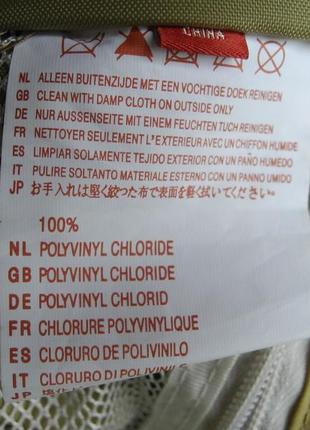 CHINA
NL ALLEEN BUITENZIJDE MET EEN VOCHTIGE DOEK REINIGEN
GB CLEAN WITH DAMP CLOTH ON OUTSIDE ONLY
DE NUR AUSSENSEITE MIT EINEM FEUCHTEN TUCH REINIGEN
FR NETTOYER SEULEMENT L'EXTERIEUR AVEC UN CHIFFON HUMIDE
ES LIMPIAR SOLAMENTE TEJIDO EXTERIOR CON UN PAÑO HUMEDO
IT PULIRE SOLTANTO MATERIALE ESTERNO CON UN PANNO UMIDO
JP お手入れは堅く絞った布で表面を軽く拭いてください。
100%
NL POLYVINYL CHLORIDE
GB POLYVINYL CHLORIDE
DE POLYVINYL CHLORID
FR CHLORURE POLYVINYLIQUE
ES CLORURO DE POLIVINILO
IT CLORURO DI POLIVINILE
JP